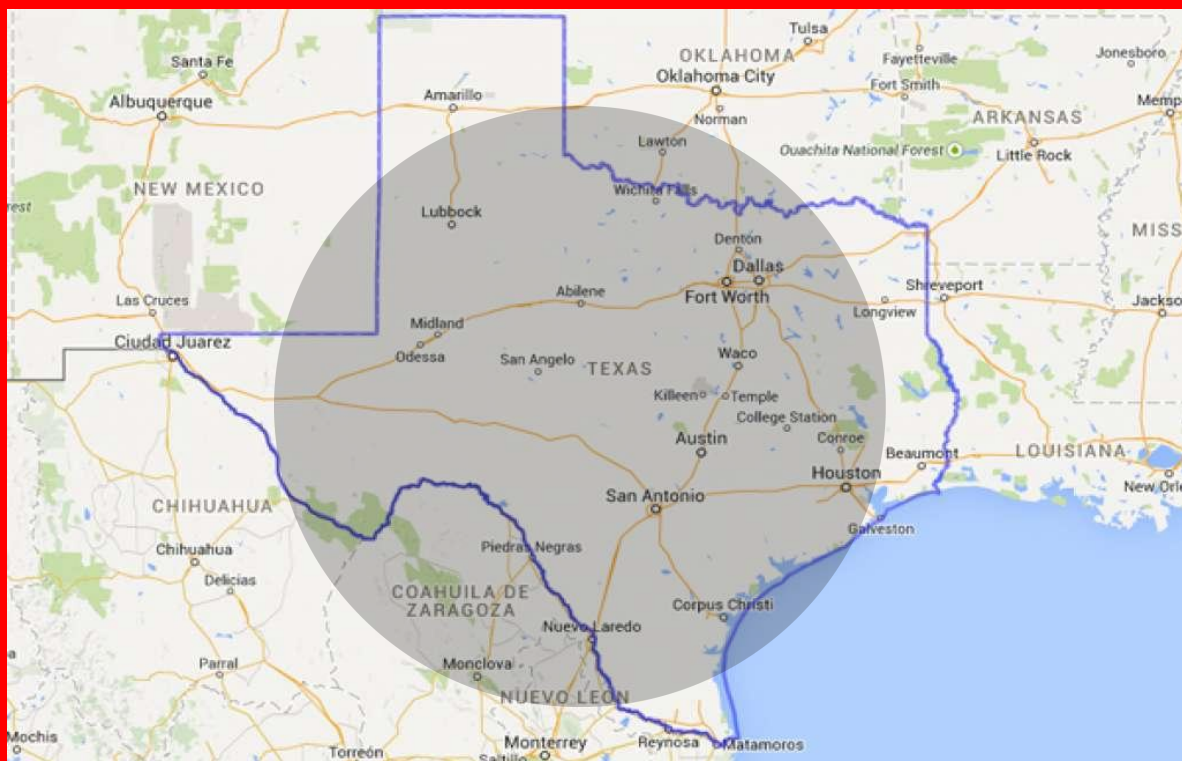 Tulsa
OKLAHOMA
Fayetteville
Jonesboro
Santa Fe
Oklahoma City
Fort Smith
Albuquerque
Amarillo
Norman
ARKANSAS
Lawton
Ouachita National Forest
Little Rock
NEW MEXICO
Wichita Falls
rest
Lubbock
MISS
Denton
Dallas
Fort Worth
Abilene
Shreveport
Las Cruces
Longview
Jackso
Midland
Ciudad Juarez
Odessa
San Angelo
TEXAS
Waco
Killeen
Temple
College Station
Austin
Conroe
Beaumont
LOUISIANA
Houston
San Antonio
New Orl
CHIHUAHUA
Galveston
Chihuahua
Piedras Negras
Delicias
COAHUILA DE
ZARAGOZA
Corpus Christi
Nuevo Laredo
Parral
Monclova
NUEVO LEÓN
Mochis
Torreón
Monterrey
Saltillo
Reynosa
Matamoros